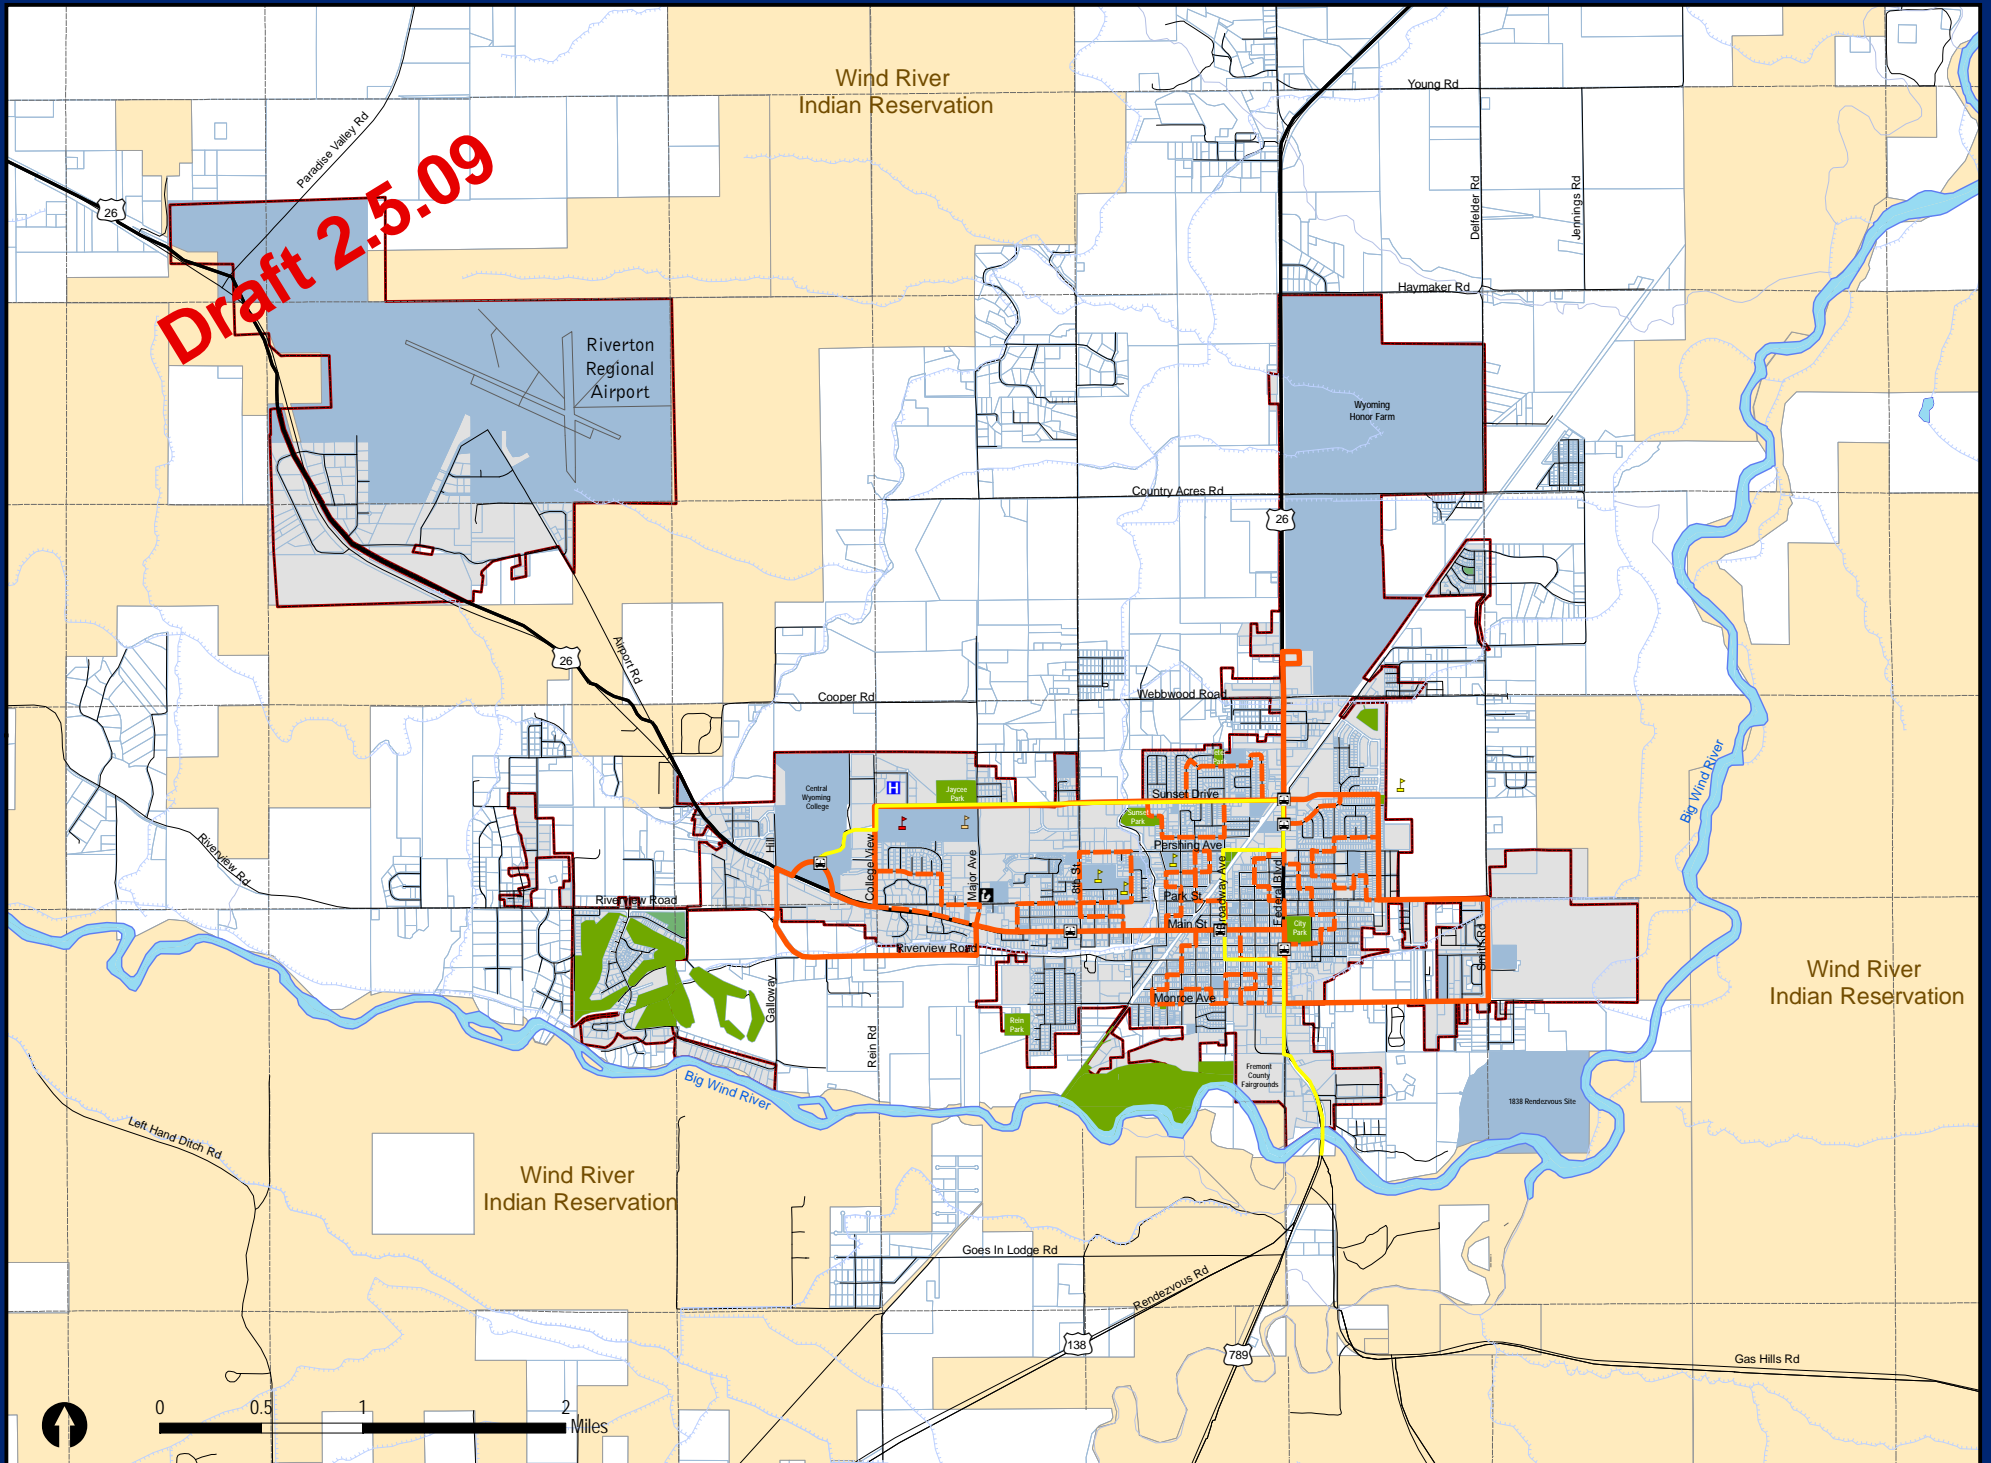 Wind River
Indian Reservation
Young Rd
Paradise Valley Rd
Draft 2.5.09
26
Delfelder Rd
Jennings Rd
Haymaker Rd
Riverton
Regional
Airport
Wyoming
Honor Farm
Country Acres Rd
26
26
Airport Rd
Cooper Rd
Webbwood Road
Big Wind River
Central
Wyoming
College
H
Jaycee
Park
Sunset Drive
Sunset
Park
Pershing Ave
Hill
College View
Major Ave
8th St
Broadway Ave
Federal Blvd
Riverview Rd
Riverview Road
Park St
Main St
City
Park
Riverview Road
Smith Rd
Wind River
Indian Reservation
Galloway
Monroe Ave
Rein
Park
Rein Rd
Fremont
County
Fairgrounds
Big Wind River
1838 Rendezvous Site
Left Hand Ditch Rd
Wind River
Indian Reservation
Goes In Lodge Rd
Rendezvous Rd
138
789
Gas Hills Rd
0 0.5 1 2
Miles